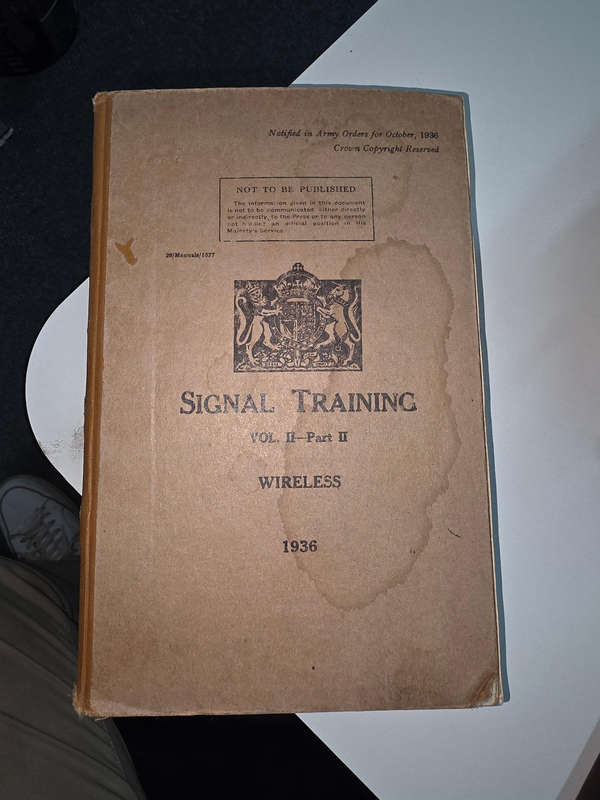 Notified in Army Orders for October, 1936
Crown Copyright Reserved
NOT TO BE PUBLISHED
The information given in this document
is not to be communicated, either directly
or indirectly, to the Press or to any person
not holding an official position in His
Majesty's Service.
26/Manuals/1577
SIGNAL TRAINING
VOL. II—Part II
WIRELESS
1936